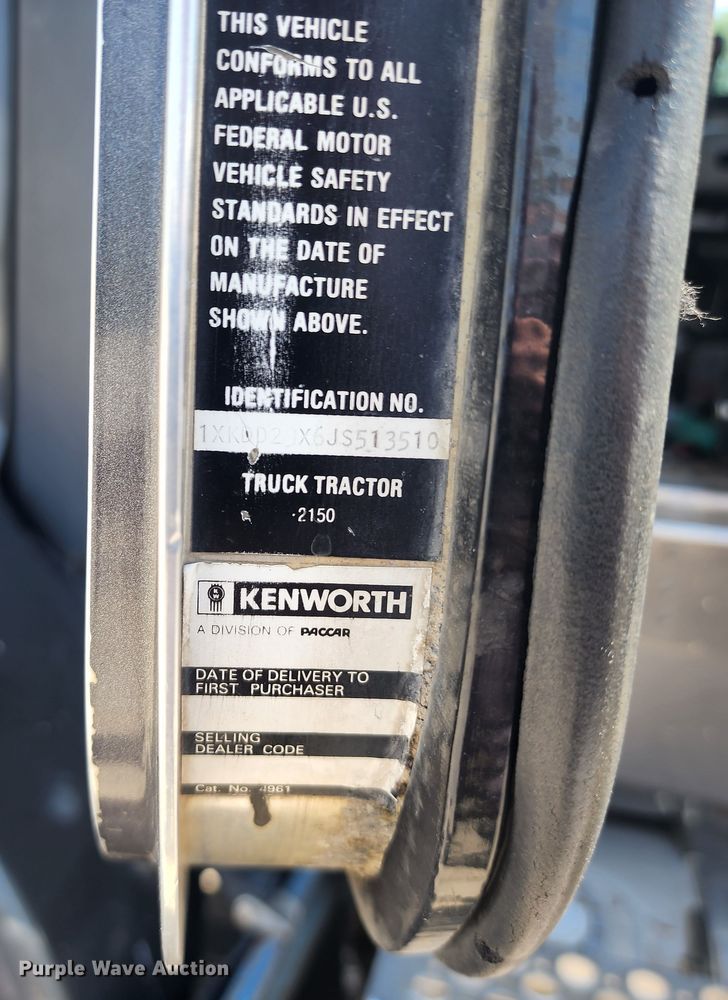 THIS VEHICLE
CONFORMS TO ALL
APPLICABLE U.S.
FEDERAL MOTOR
VEHICLE SAFETY
STANDARDS IN EFFECT
ON THE DATE OF
MANUFACTURE
SHOWN ABOVE.
IDENTIFICATION NO.
TRUCK TRACTOR
2150
KW
KENWORTH
A DIVISION OF PACCAR
DATE OF DELIVERY TO
FIRST PURCHASER
SELLING
DEALER CODE
Cat. No. 4961
Purple Wave Auction